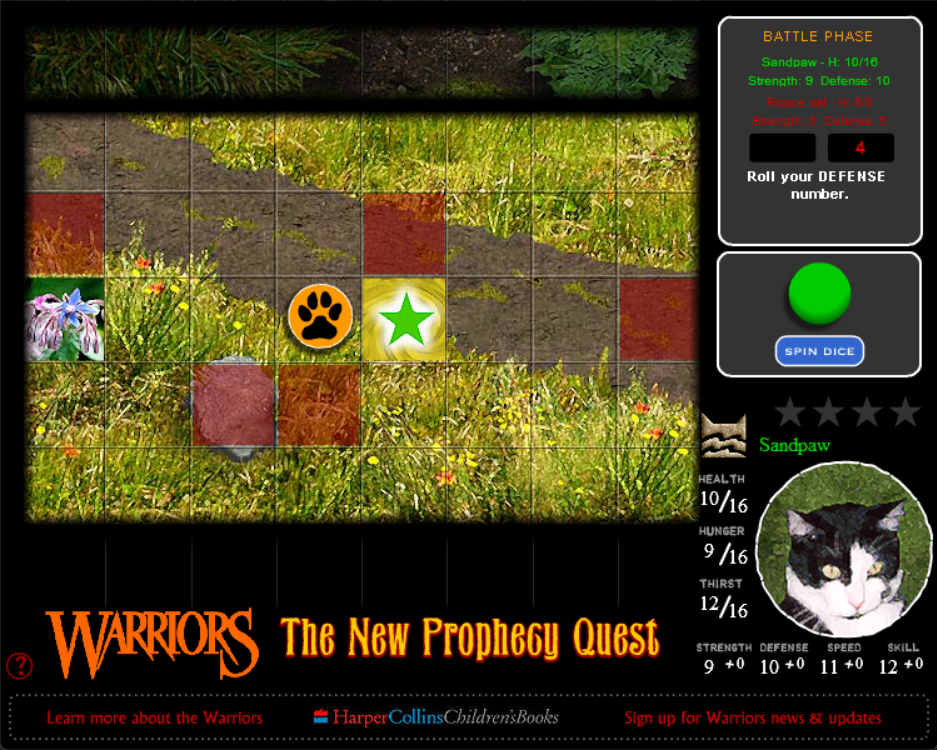 BATTLE PHASE
Sandpaw - H: 10/16
Strength: 9 Defense: 10
Rogue cat - H: 8/8
Strength: 6 Defense: 6
4
Roll your DEFENSE
number.
SPIN DICE
Sandpaw
HEALTH
10/16
HUNGER
9/16
THIRST
12/16
STRENGTH DEFENSE SPEED SKILL
9 +0 10 +0 11 +0 12 +0
WARRIORS The New Prophecy Quest
?
Learn more about the Warriors HarperCollinsChildren'sBooks Sign up for Warriors news & updates